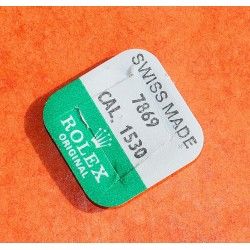 SWISS MADE
7869
CAL. 1530
ROLEX
ORIGINAL